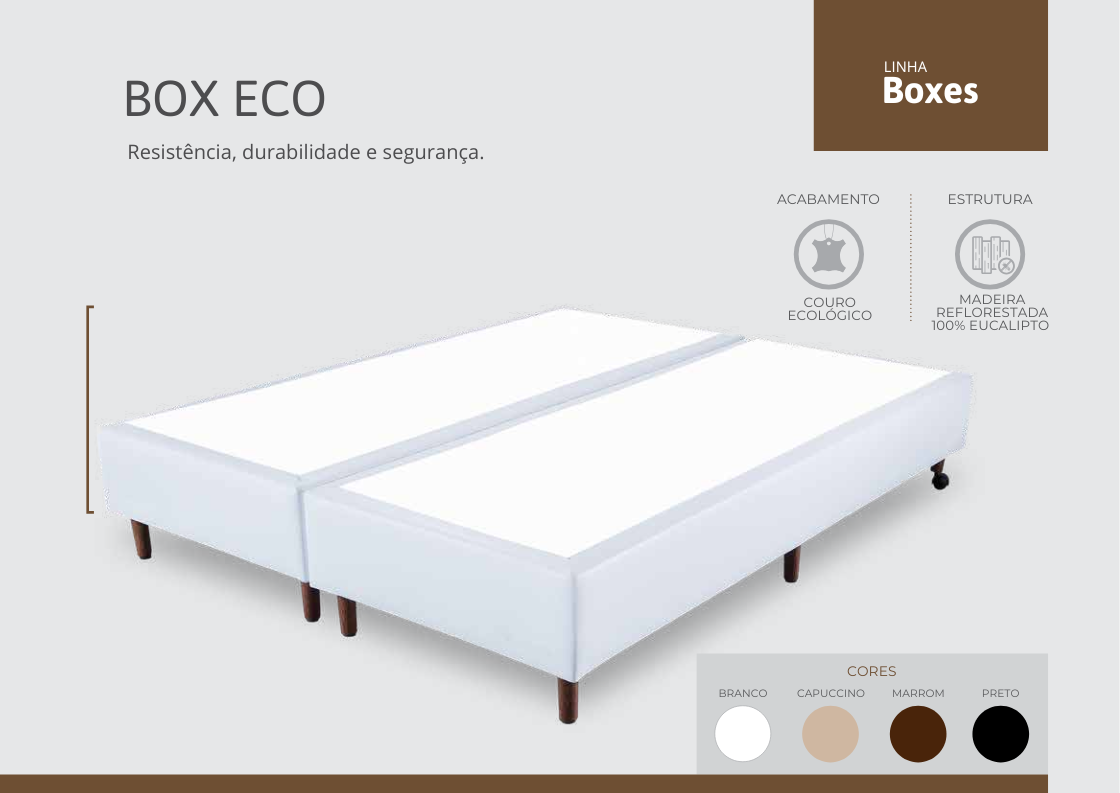 BOX ECO
Resistência, durabilidade e segurança.
LINHA
Boxes
ACABAMENTO
COURO
ECOLÓGICO
ESTRUTURA
MADEIRA
REFLORESTADA
100% EUCALIPTO
CORES
BRANCO
CAPUCCINO
MARROM
PRETO